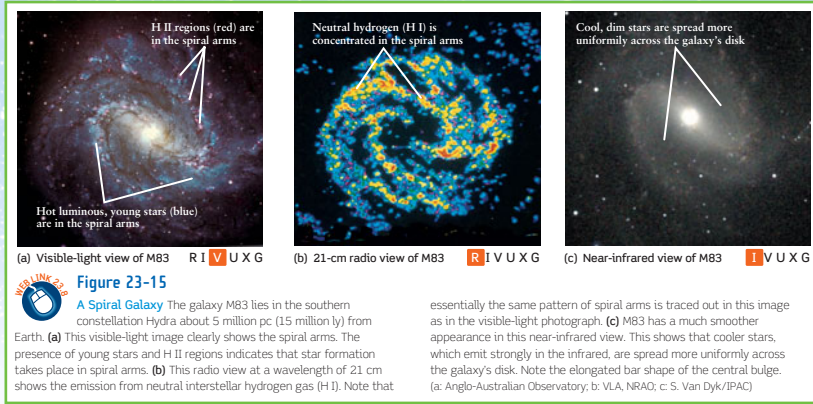 H II regions (red) are
in the spiral arms
Hot luminous, young stars (blue)
are in the spiral arms
Neutral hydrogen (H I) is
concentrated in the spiral arms
Cool, dim stars are spread more
uniformly across the galaxy's disk
(a) Visible-light view of M83 R I V U X G
(b) 21-cm radio view of M83 R I V U X G
(c) Near-infrared view of M83 I V U X G
WEB LINK 23.8
Figure 23-15
A Spiral Galaxy The galaxy M83 lies in the southern
constellation Hydra about 5 million pc (15 million ly) from
Earth. (a) This visible-light image clearly shows the spiral arms. The
presence of young stars and H II regions indicates that star formation
takes place in spiral arms. (b) This radio view at a wavelength of 21 cm
shows the emission from neutral interstellar hydrogen gas (H I). Note that
essentially the same pattern of spiral arms is traced out in this image
as in the visible-light photograph. (c) M83 has a much smoother
appearance in this near-infrared view. This shows that cooler stars,
which emit strongly in the infrared, are spread more uniformly across
the galaxy's disk. Note the elongated bar shape of the central bulge.
(a: Anglo-Australian Observatory; b: VLA, NRAO; c: S. Van Dyk/IPAC)